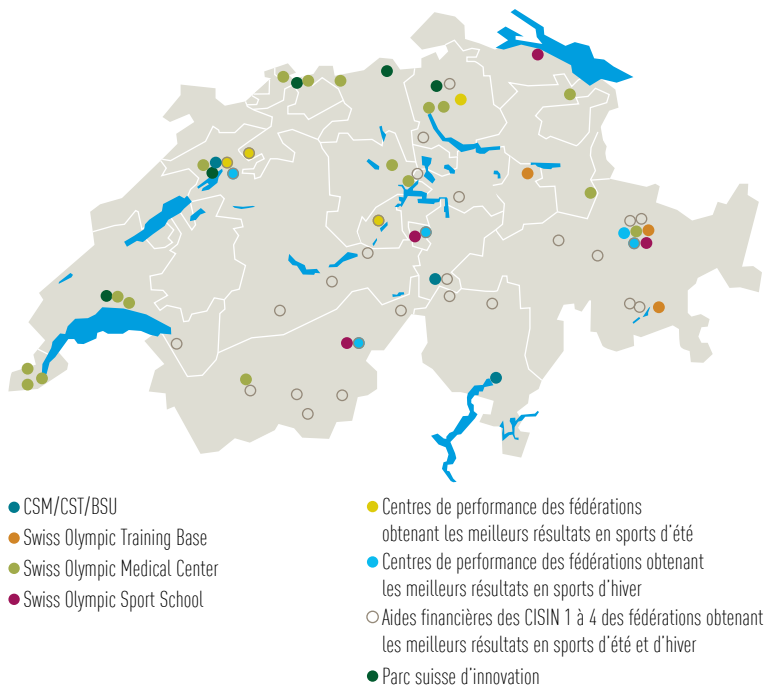 CSM/CST/BSU
Swiss Olympic Training Base
Swiss Olympic Medical Center
Swiss Olympic Sport School
Centres de performance des fédérations
obtenant les meilleurs résultats en sports d'été
Centres de performance des fédérations obtenant
les meilleurs résultats en sports d'hiver
Aides financières des CISIN 1 à 4 des fédérations obtenant
les meilleurs résultats en sports d'été et d'hiver
Parc suisse d'innovation